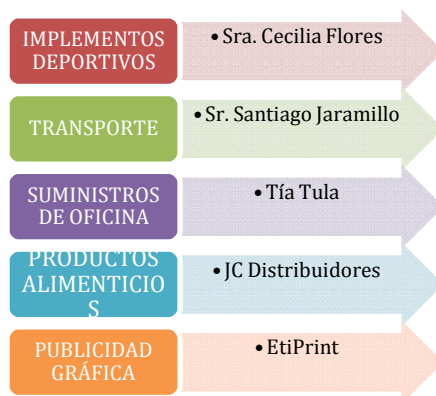 IMPLEMENTOS
DEPORTIVOS
• Sra. Cecilia Flores
TRANSPORTE
• Sr. Santiago Jaramillo
SUMINISTROS
DE OFICINA
• Tía Tula
PRODUCTOS
ALIMENTICIO
S
• JC Distribuidores
PUBLICIDAD
GRÁFICA
• EtiPrint